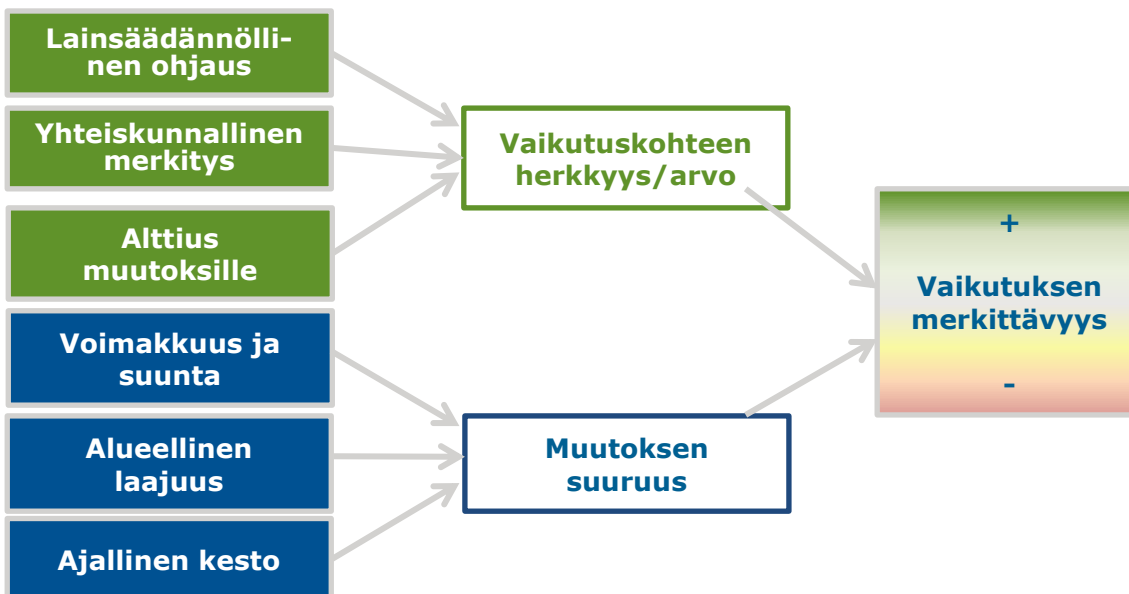 Lainsäädännölli-
nen ohjaus
Yhteiskunnallinen
merkitys
Alttius
muutoksille
Voimakkuus ja
suunta
Alueellinen
laajuus
Ajallinen kesto
Vaikutuskohteen
herkkyys/arvo
Muutoksen
suuruus
+
Vaikutuksen
merkittävyys
-